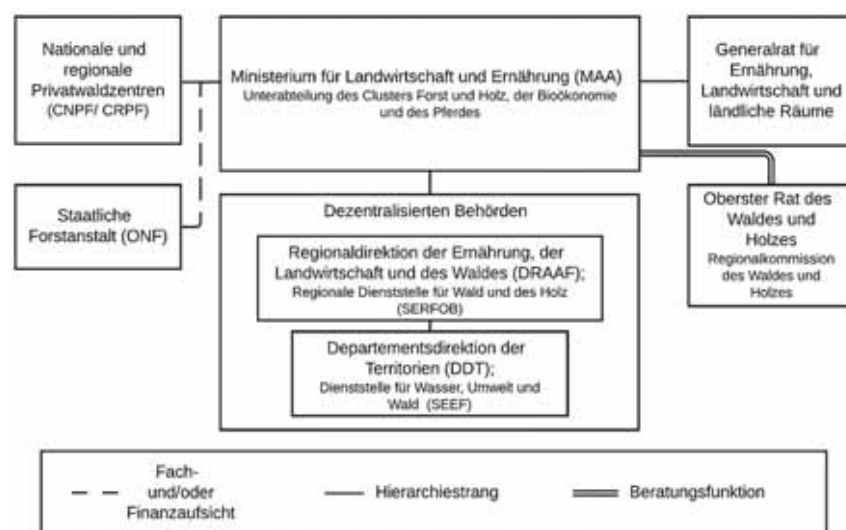 Nationale und
regionale
Privatwaldzentren
(CNPF/ CRPF)
Ministerium für Landwirtschaft und Ernährung (MAA)
Unterabteilung des Clusters Forst und Holz, der Bioökonomie
und des Pferdes
Generalrat für
Ernährung,
Landwirtschaft und
ländliche Räume
Staatliche
Forstanstalt (ONF)
Dezentralisierten Behörden
Regionaldirektion der Ernährung, der
Landwirtschaft und des Waldes (DRAAF);
Regionale Dienststelle für Wald und des Holz
(SERFOB)
Departementsdirektion der
Territorien (DDT);
Dienststelle für Wasser, Umwelt und
Wald (SEEF)
Oberster Rat des
Waldes und
Holzes
Regionalkommission
des Waldes und
Holzes
Fach-
und/oder
Finanzaufsicht
Hierarchiestrang
Beratungsfunktion